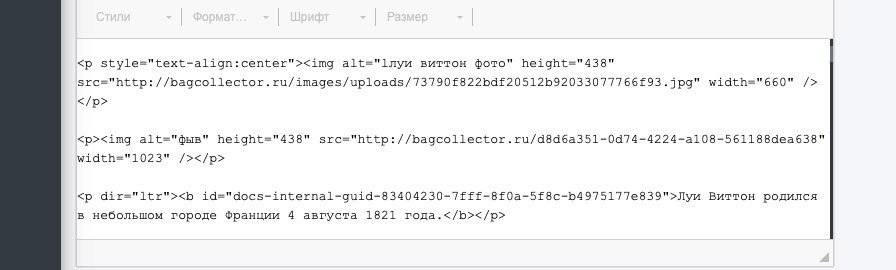 Стили Формат... Шрифт Размер
<p style="text-align:center"><img alt="lлуи виттон фото" height="438"
src="http://bagcollector.ru/images/uploads/73790f822bdf20512b92033077766f93.jpg" width="660" />
</p>
<p><img alt="фыв" height="438" src="http://bagcollector.ru/d8d6a351-0d74-4224-a108-561188dea638"
width="1023" /></p>
<p dir="ltr"><b id="docs-internal-guid-83404230-7fff-8f0a-5f8c-b4975177e839">Луи Виттон родился
в небольшом городе Франции 4 августа 1821 года.</b></p>